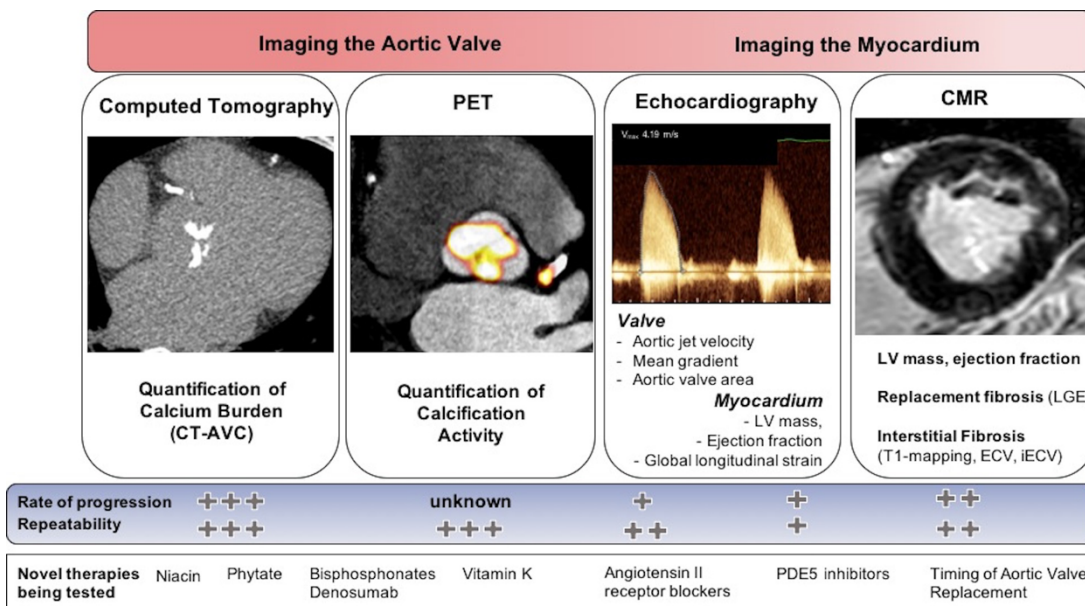 Imaging the Aortic Valve
Imaging the Myocardium
Computed Tomography
Quantification of
Calcium Burden
(CT-AVC)
PET
Quantification of
Calcification
Activity
Echocardiography
Vmax 4.19 m/s
Valve
- Aortic jet velocity
- Mean gradient
- Aortic valve area
Myocardium
- LV mass,
- Ejection fraction
- Global longitudinal strain
CMR
LV mass, ejection fraction
Replacement fibrosis (LGE
Interstitial Fibrosis
(T1-mapping, ECV, iECV)
Rate of progression +++ unknown + + ++
Repeatability +++ +++ ++ + ++
Novel therapies
being tested
Niacin
Phytate
Bisphosphonates
Denosumab
Vitamin K
Angiotensin II
receptor blockers
PDE5 inhibitors
Timing of Aortic Valve
Replacement